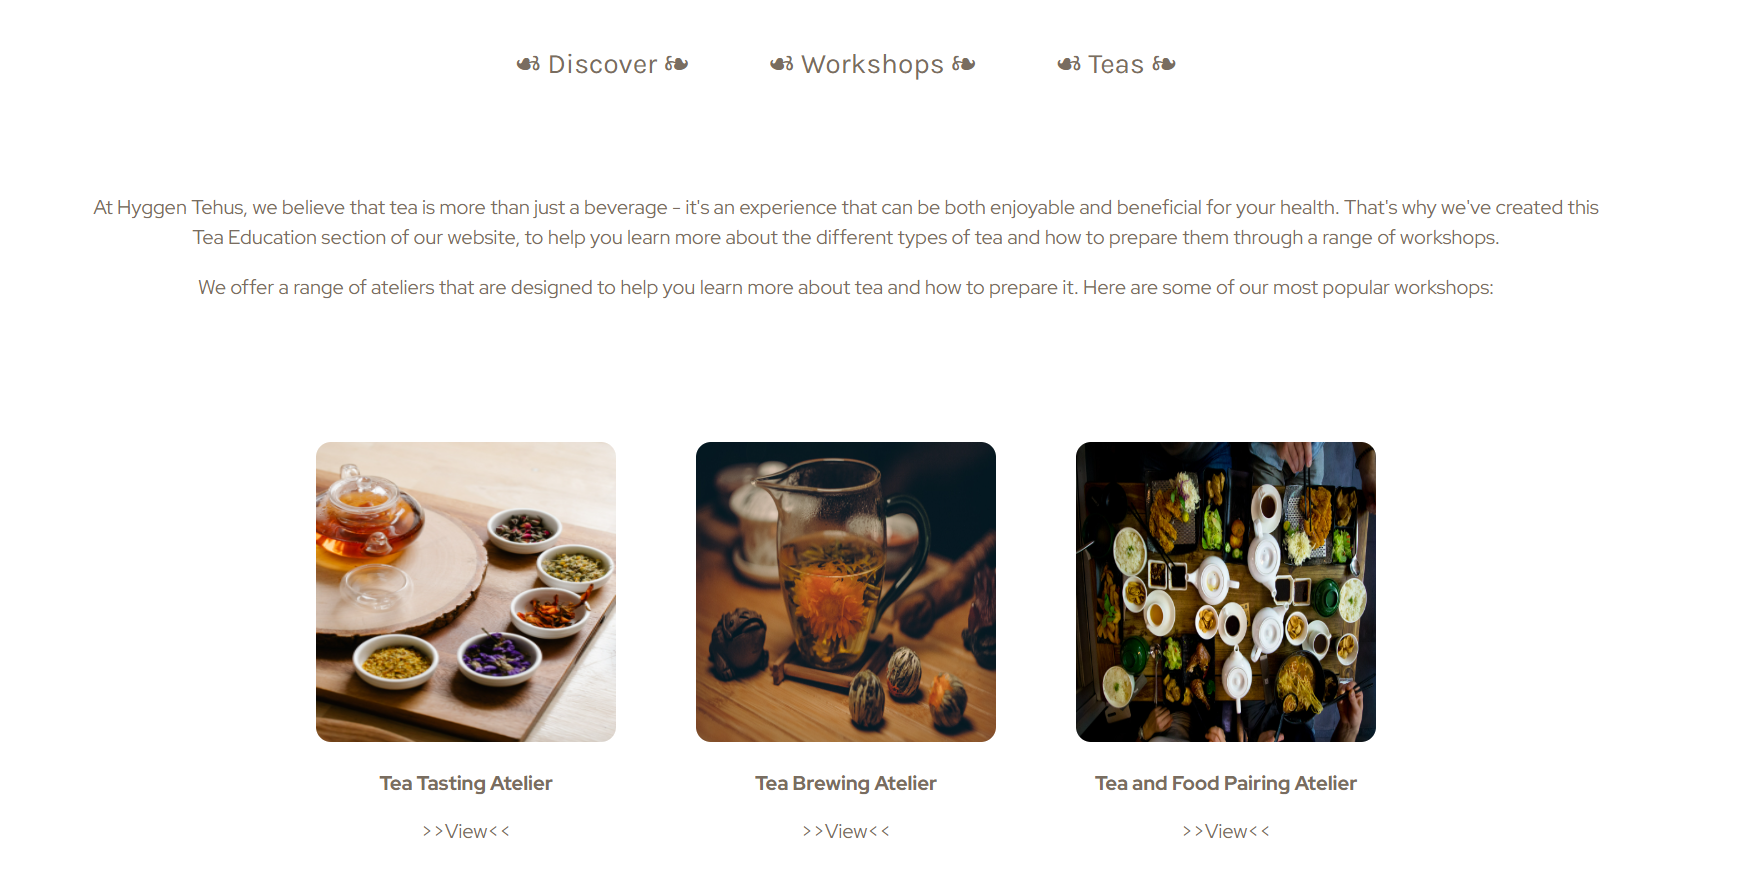 ☙ Discover ❧ ☙ Workshops ❧ ☙ Teas ❧
At Hyggen Tehus, we believe that tea is more than just a beverage - it's an experience that can be both enjoyable and beneficial for your health. That's why we've created this
Tea Education section of our website, to help you learn more about the different types of tea and how to prepare them through a range of workshops.
We offer a range of ateliers that are designed to help you learn more about tea and how to prepare it. Here are some of our most popular workshops:
Tea Tasting Atelier
>>View<<
Tea Brewing Atelier
>>View<<
Tea and Food Pairing Atelier
>>View<<